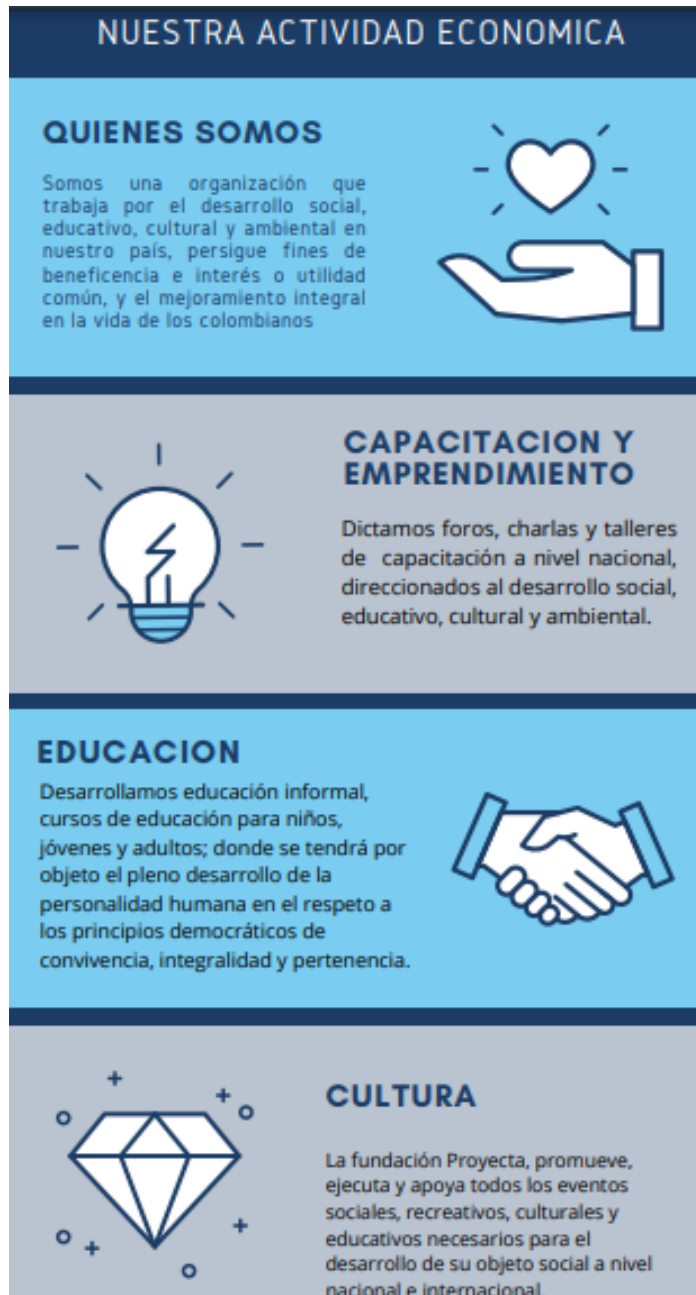 NUESTRA ACTIVIDAD ECONOMICA
QUIENES SOMOS
Somos una organización que
trabaja por el desarrollo social,
educativo, cultural y ambiental en
nuestro país, persigue fines de
beneficencia e interés o utilidad
común, y el mejoramiento integral
en la vida de los colombianos
CAPACITACION Y
EMPRENDIMIENTO
Dictamos foros, charlas y talleres
de capacitación a nivel nacional,
direccionados al desarrollo social,
educativo, cultural y ambiental.
EDUCACION
Desarrollamos educación informal,
cursos de educación para niños,
jóvenes y adultos; donde se tendrá por
objeto el pleno desarrollo de la
personalidad humana en el respeto a
los principios democráticos de
convivencia, integralidad y pertenencia.
CULTURA
La fundación Proyecta, promueve,
ejecuta y apoya todos los eventos
sociales, recreativos, culturales y
educativos necesarios para el
desarrollo de su objeto social a nivel
nacional e internacional.